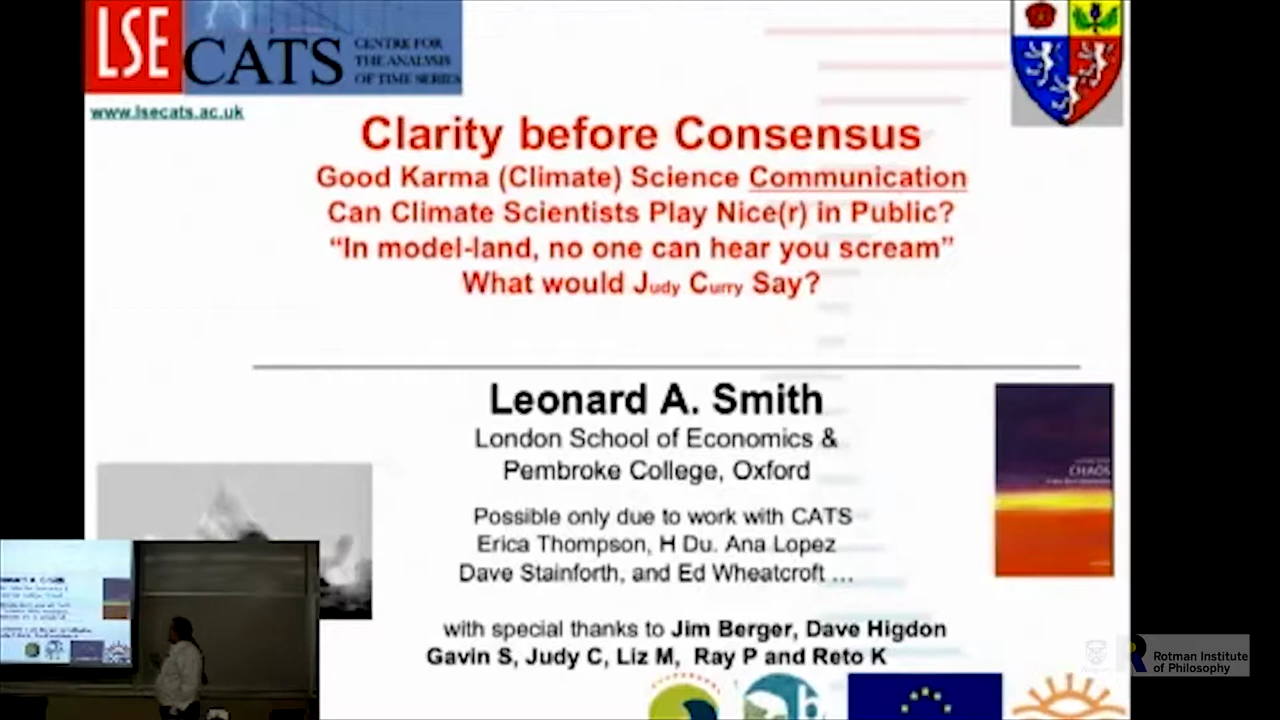 LSE
CATS
CENTRE FOR
THE ANALYSIS
OF TIME SERIES
www.lsecats.ac.uk
Clarity before Consensus
Good Karma (Climate) Science Communication
Can Climate Scientists Play Nice(r) in Public?
“In model-land, no one can hear you scream”
What would Judy Curry Say?
Leonard A. Smith
London School of Economics &
Pembroke College, Oxford
CHAOS
Possible only due to work with CATS
Erica Thompson, H Du. Ana Lopez
Dave Stainforth, and Ed Wheatcroft ...
with special thanks to Jim Berger, Dave Higdon
Gavin S, Judy C, Liz M, Ray P and Reto K
Rotman Institute
of Philosophy